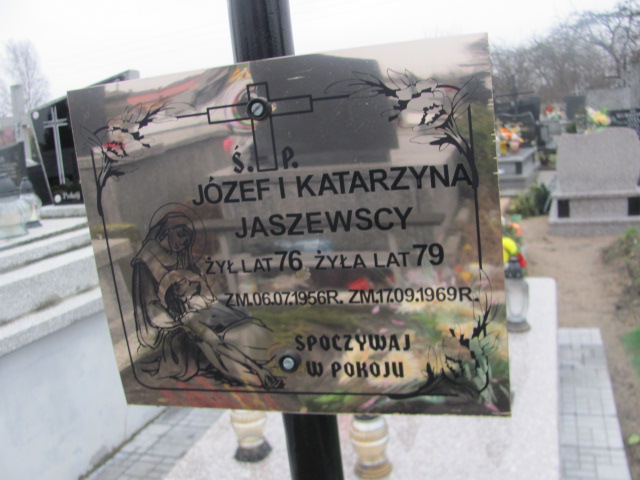 Ś. P.
JÓZEF I KATARZYNA
JASZEWSCY
ŻYŁ LAT 76 ŻYŁA LAT 79
ZM. 06.07.1956R. ZM. 17.09.1969R.
SPOCZYWAJ
W POKOJU